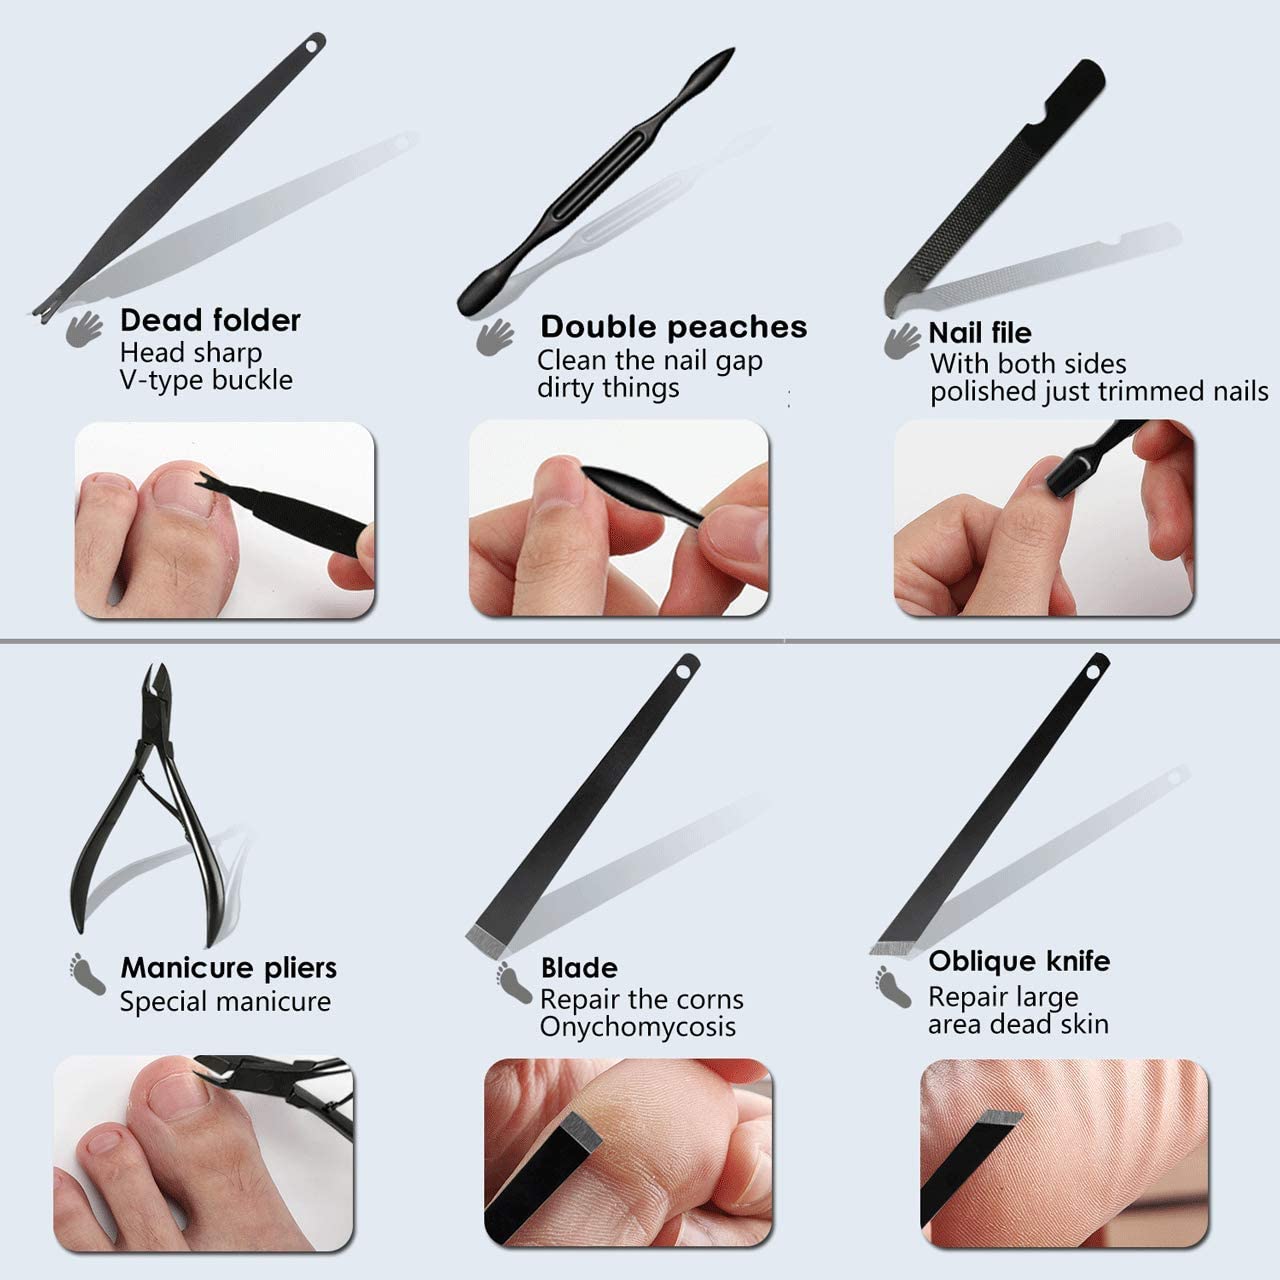 Dead folder
Head sharp
V-type buckle
Double peaches
Clean the nail gap
dirty things
Nail file
With both sides
polished just trimmed nails
Manicure pliers
Special manicure
Blade
Repair the corns
Onychomycosis
Oblique knife
Repair large
area dead skin